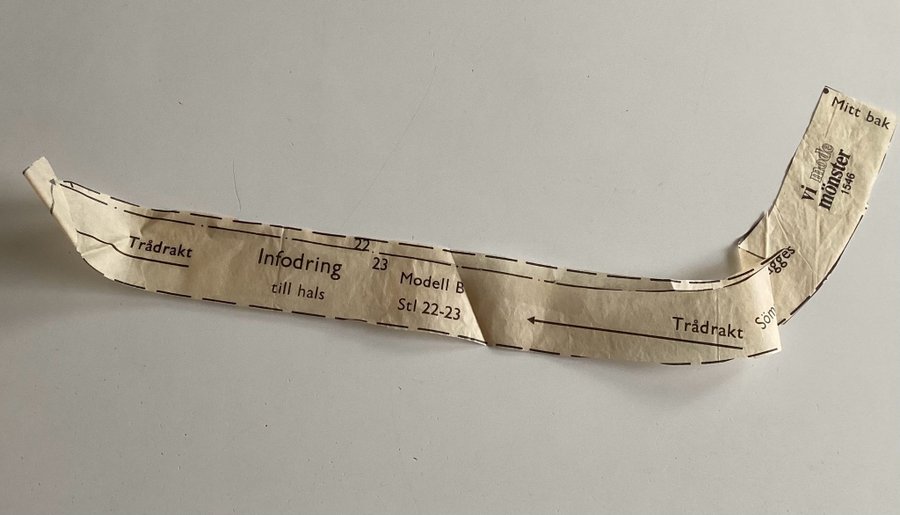 Trådrakt
Infodring
till hals
22
23
Modell B
Stl 22-23
Trådrakt
Mitt bak
vi mode
mönster
1546